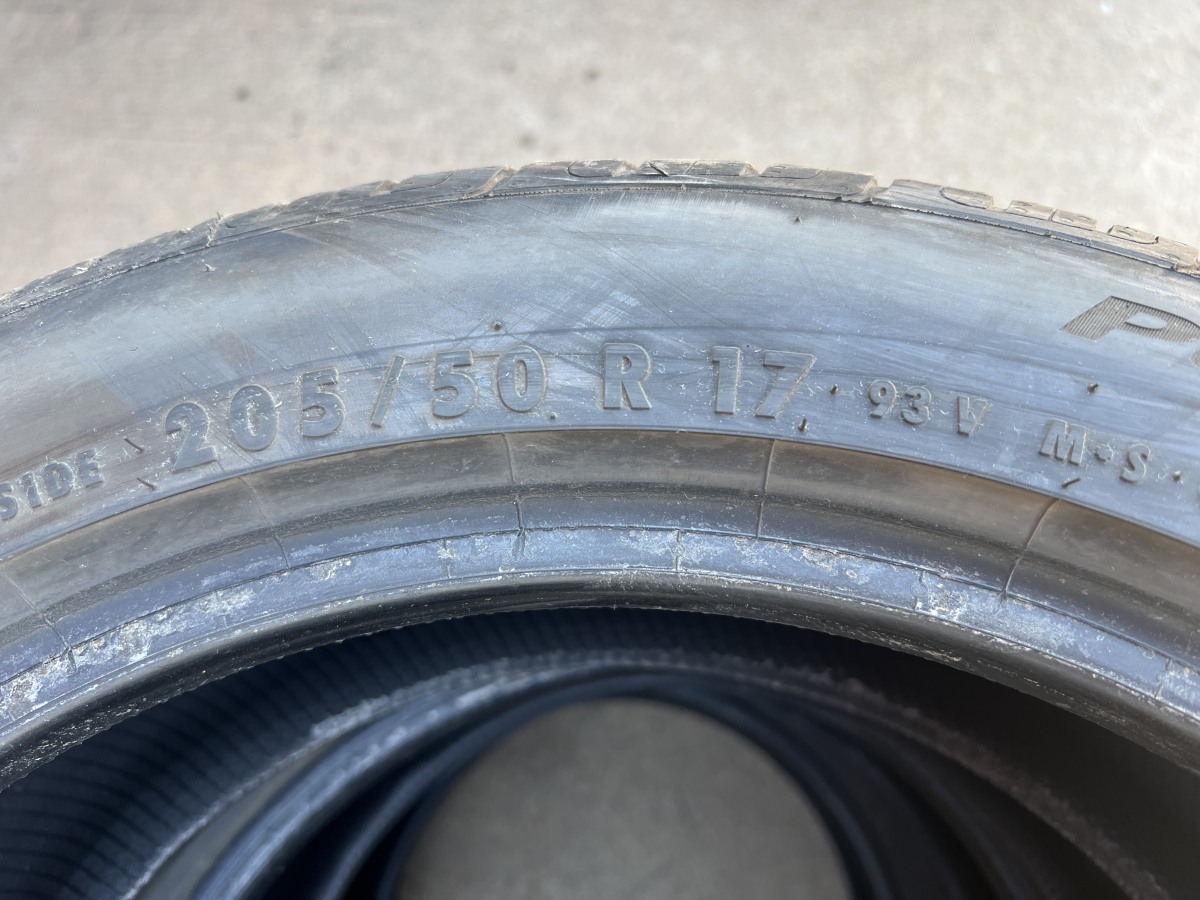 SIDE 205/50 R 17 · 93 V M+S ·